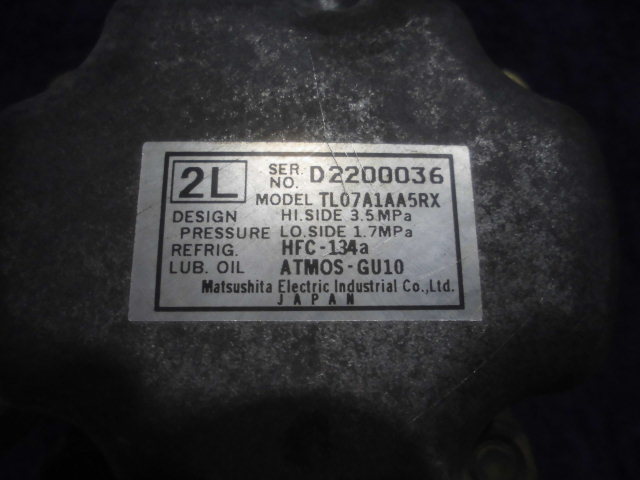 2L
SER. NO. D2200036
MODEL TL07A1AA5RX
DESIGN HI.SIDE 3.5MPa
PRESSURE LO.SIDE 1.7MPa
REFRIG. HFC-134a
LUB. OIL ATMOS-GU10
Matsushita Electric Industrial Co.,Ltd.
JAPAN